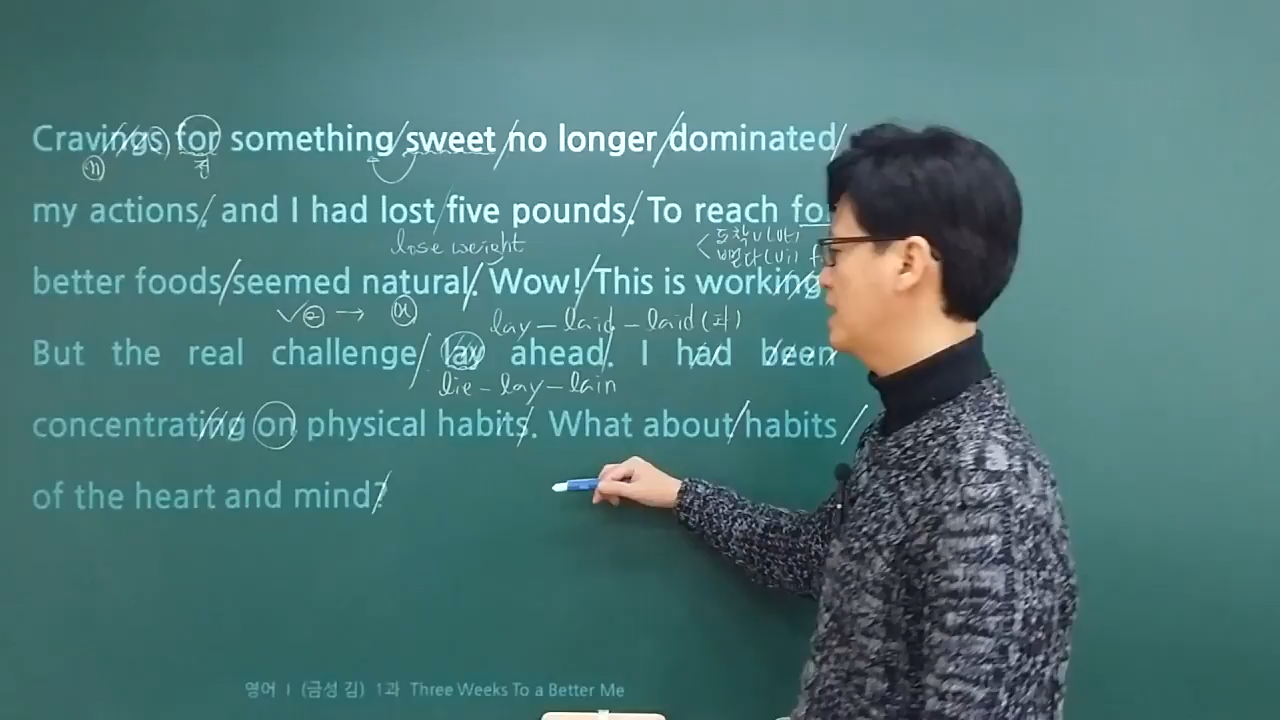 Cravings for something sweet no longer dominated
n 전
my actions, and I had lost five pounds. To reach for
lose weight
better foods seemed natural. Wow! This is working
lay - laid - laid (타)
But the real challenge lay ahead. I had been
lie - lay - lain
concentrating on physical habits. What about habits
of the heart and mind?
영어 I (금성 김) 1과 Three Weeks To a Better Me